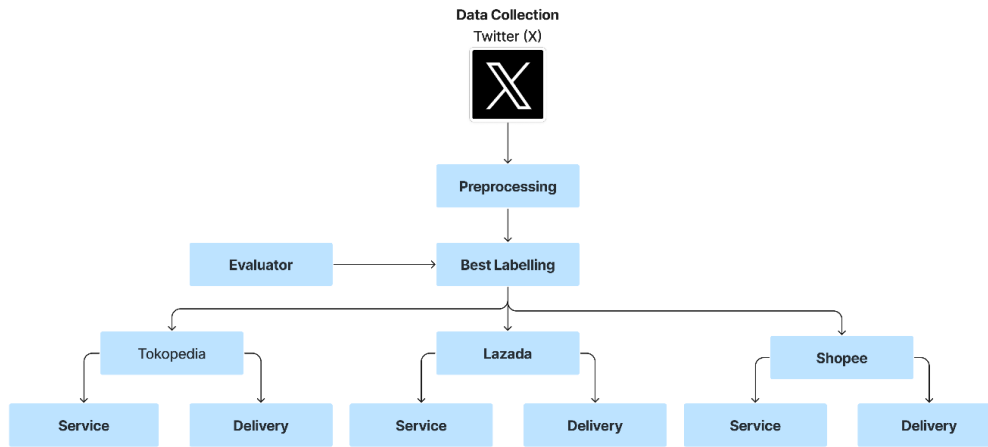 Data Collection
Twitter (X)
Preprocessing
Evaluator
Best Labelling
Tokopedia
Lazada
Shopee
Service
Delivery
Service
Delivery
Service
Delivery